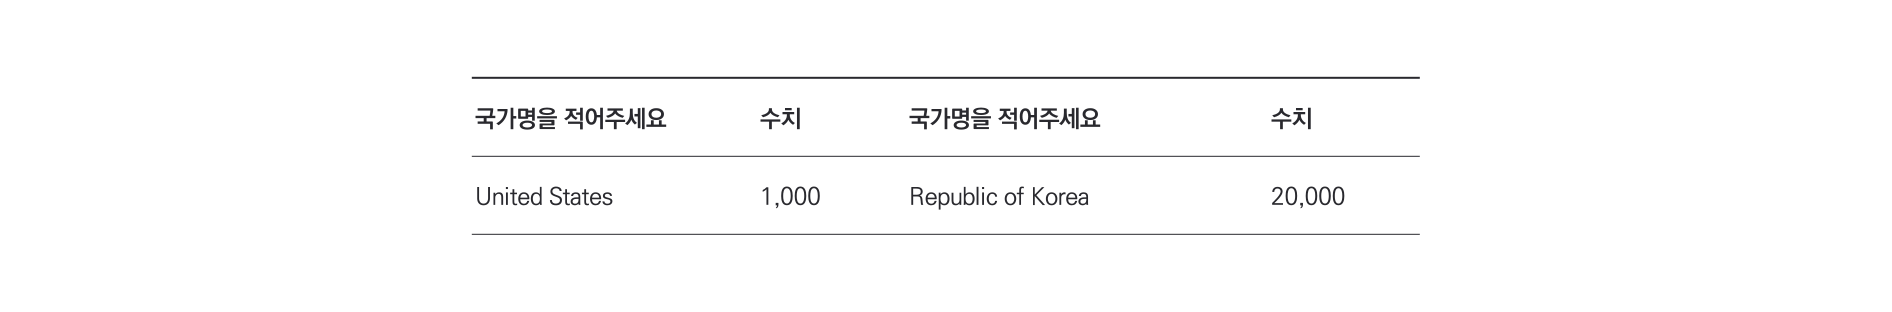 국가명을 적어주세요 수치 국가명을 적어주세요 수치
United States 1,000 Republic of Korea 20,000